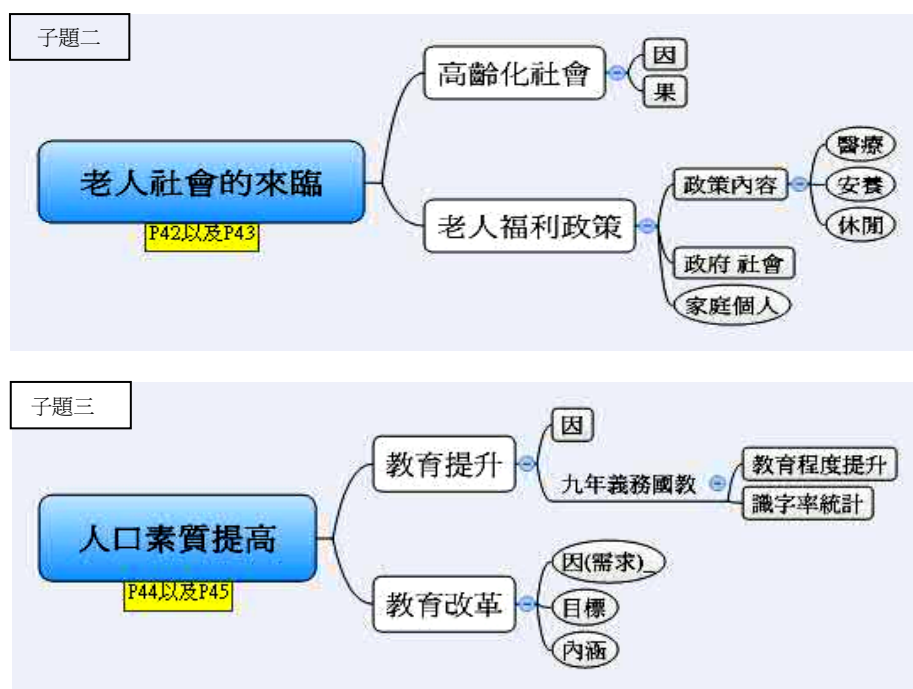 子題二
老人社會的來臨
P42以及P43
高齡化社會
因
果
老人福利政策
政策內容
醫療
安養
休閒
政府 社會
家庭個人
子題三
人口素質提高
P44以及P45
教育提升
因
九年義務國教
教育程度提升
識字率統計
教育改革
因(需求)_
目標
內涵